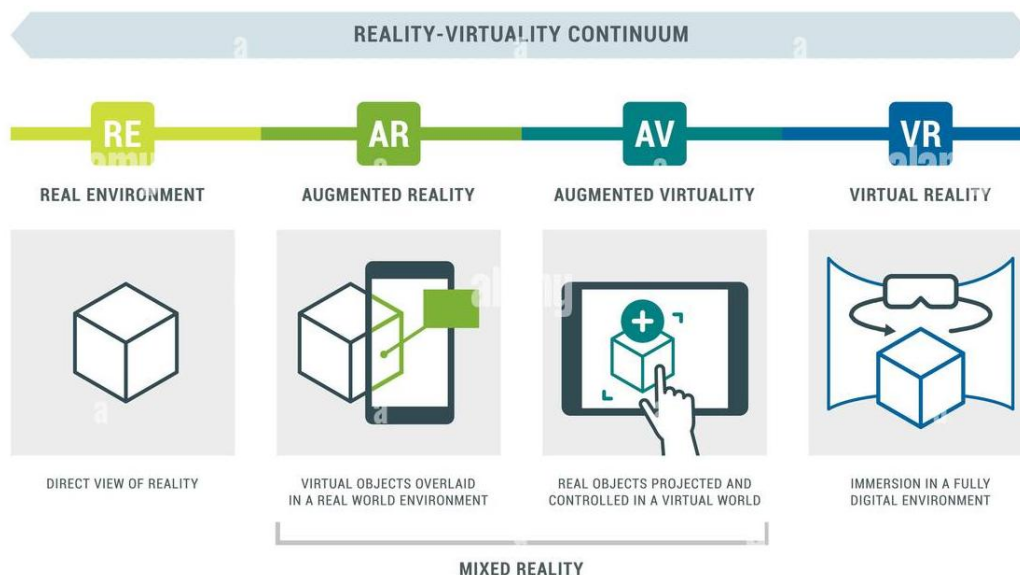 REALITY-VIRTUALITY CONTINUUM
RE
AR
AV
VR
REAL ENVIRONMENT
AUGMENTED REALITY
AUGMENTED VIRTUALITY
VIRTUAL REALITY
DIRECT VIEW OF REALITY
VIRTUAL OBJECTS OVERLAID
IN A REAL WORLD ENVIRONMENT
REAL OBJECTS PROJECTED AND
CONTROLLED IN A VIRTUAL WORLD
IMMERSION IN A FULLY
DIGITAL ENVIRONMENT
MIXED REALITY
alamy